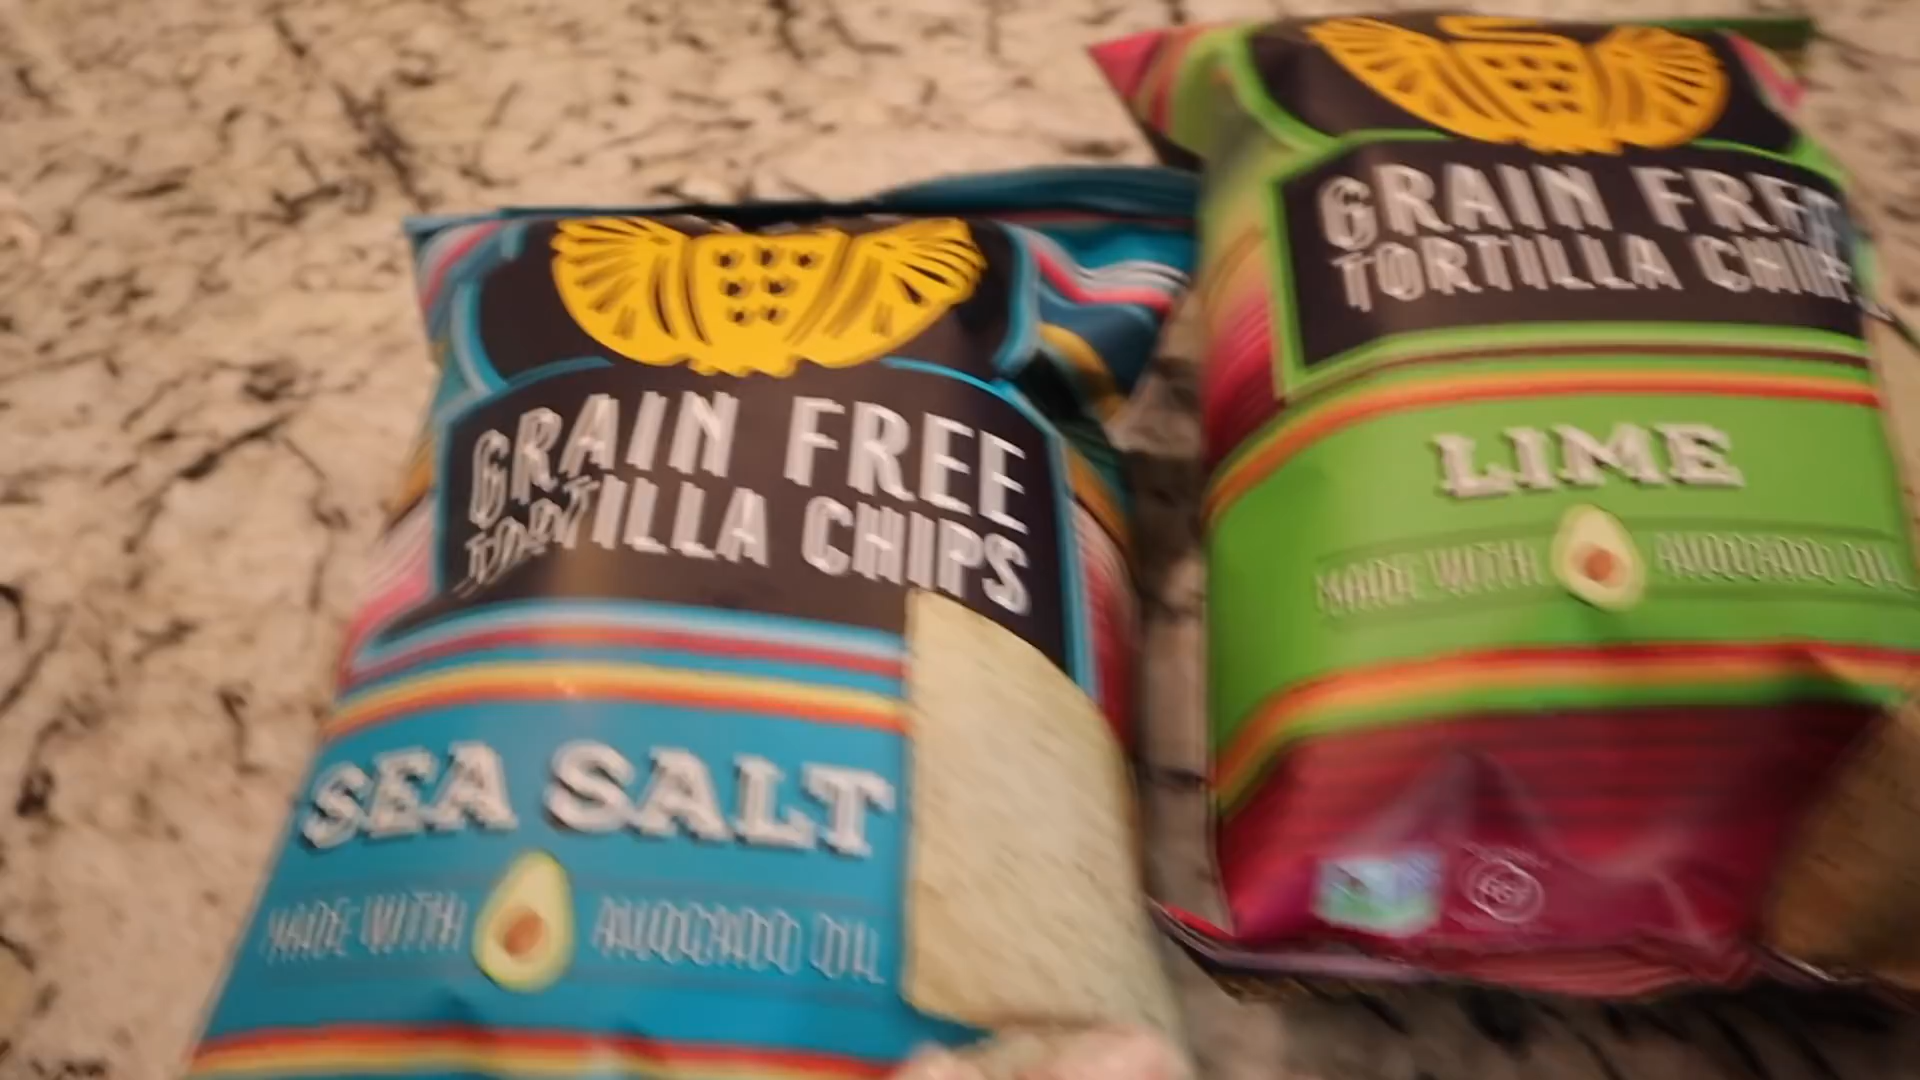 GRAIN FREE
TORTILLA CHIPS
SEA SALT
MADE WITH AVOCADO OIL
GRAIN FREE
TORTILLA CHIPS
LIME
MADE WITH AVOCADO OIL